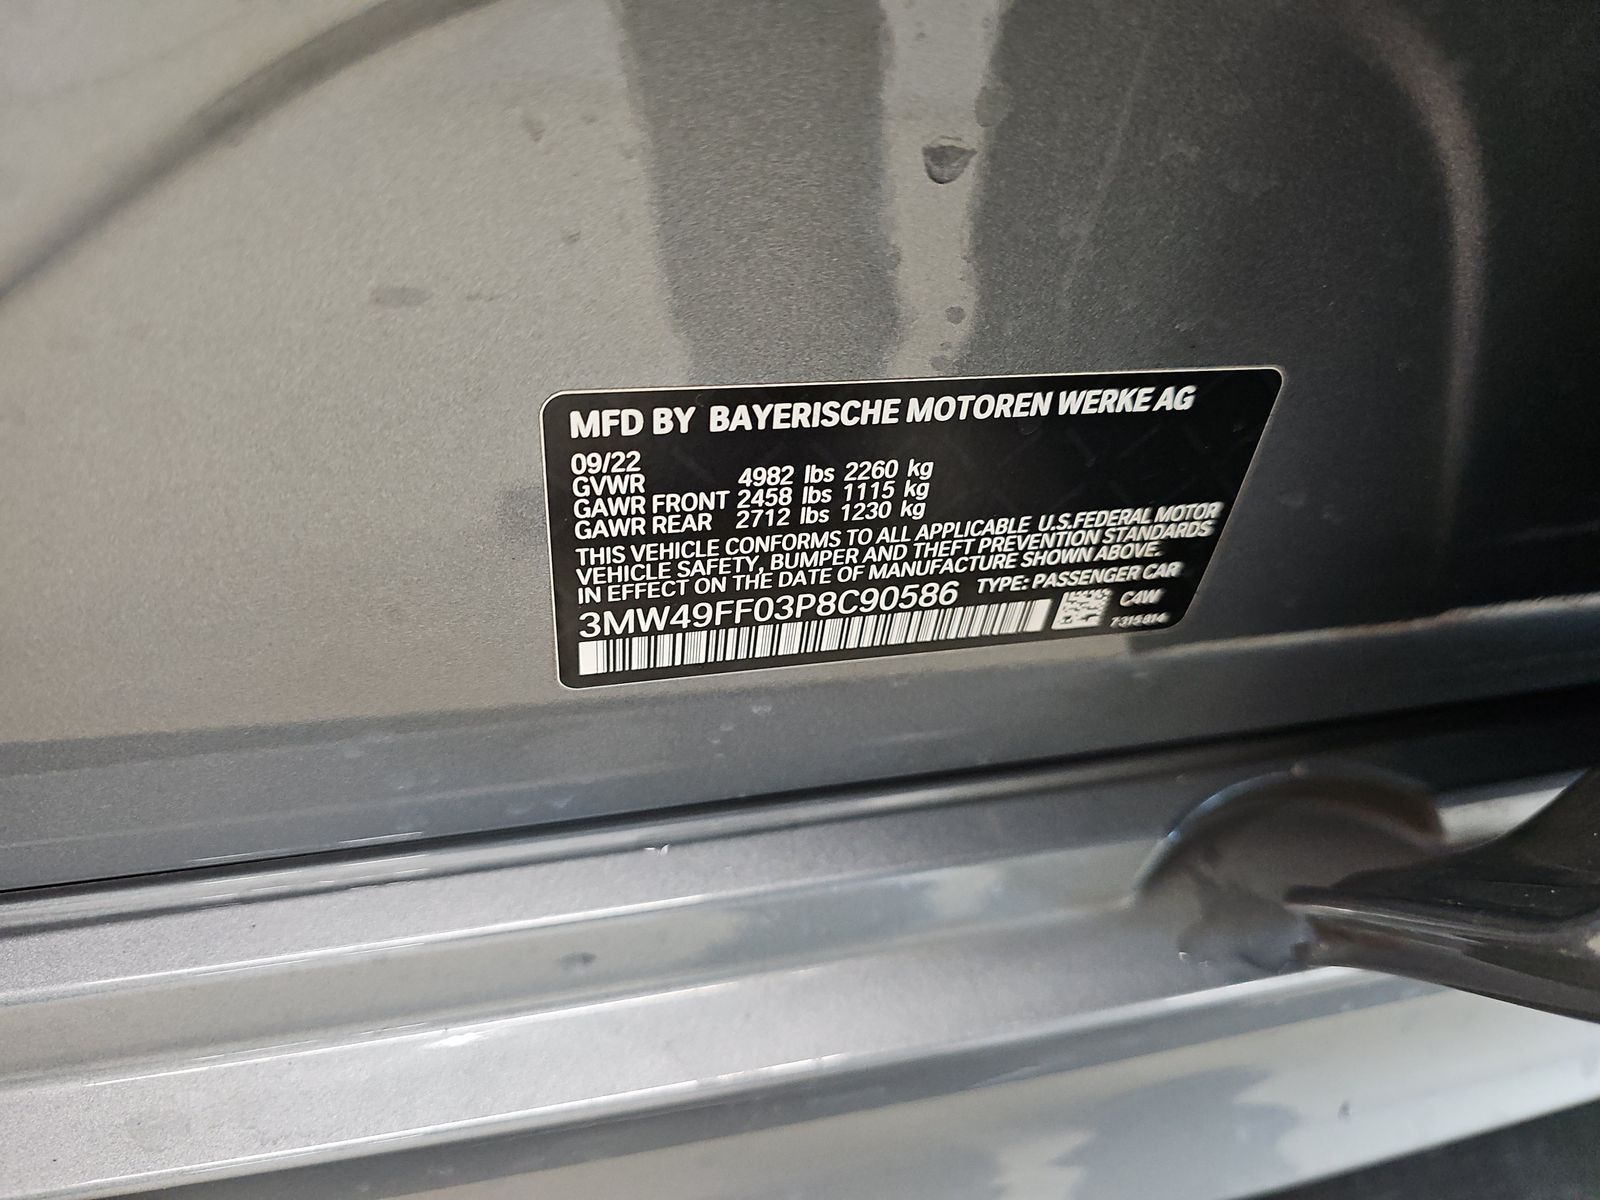 MFD BY BAYERISCHE MOTOREN WERKE AG
09/22
GVWR 4982 lbs 2260 kg
GAWR FRONT 2458 lbs 1115 kg
GAWR REAR 2712 lbs 1230 kg
THIS VEHICLE CONFORMS TO ALL APPLICABLE U.S.FEDERAL MOTOR
VEHICLE SAFETY, BUMPER AND THEFT PREVENTION STANDARDS
IN EFFECT ON THE DATE OF MANUFACTURE SHOWN ABOVE.
3MW49FF03P8C90586 TYPE: PASSENGER CAR
C4W
7315814